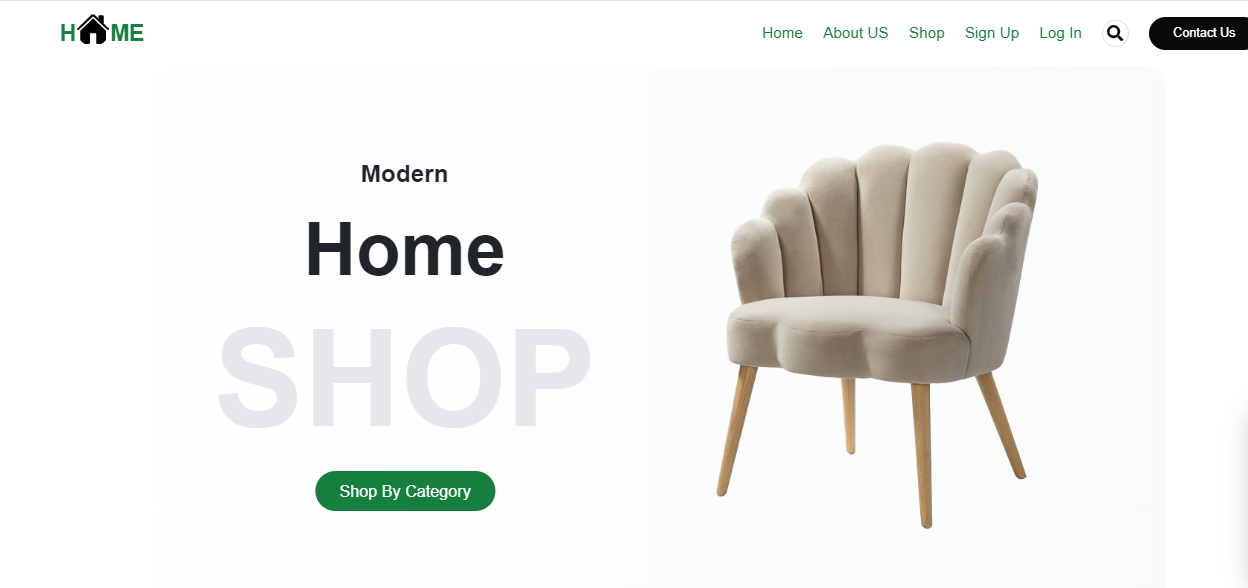 HME
Home About US Shop Sign Up Log In Contact Us
Modern
Home
SHOP
Shop By Category